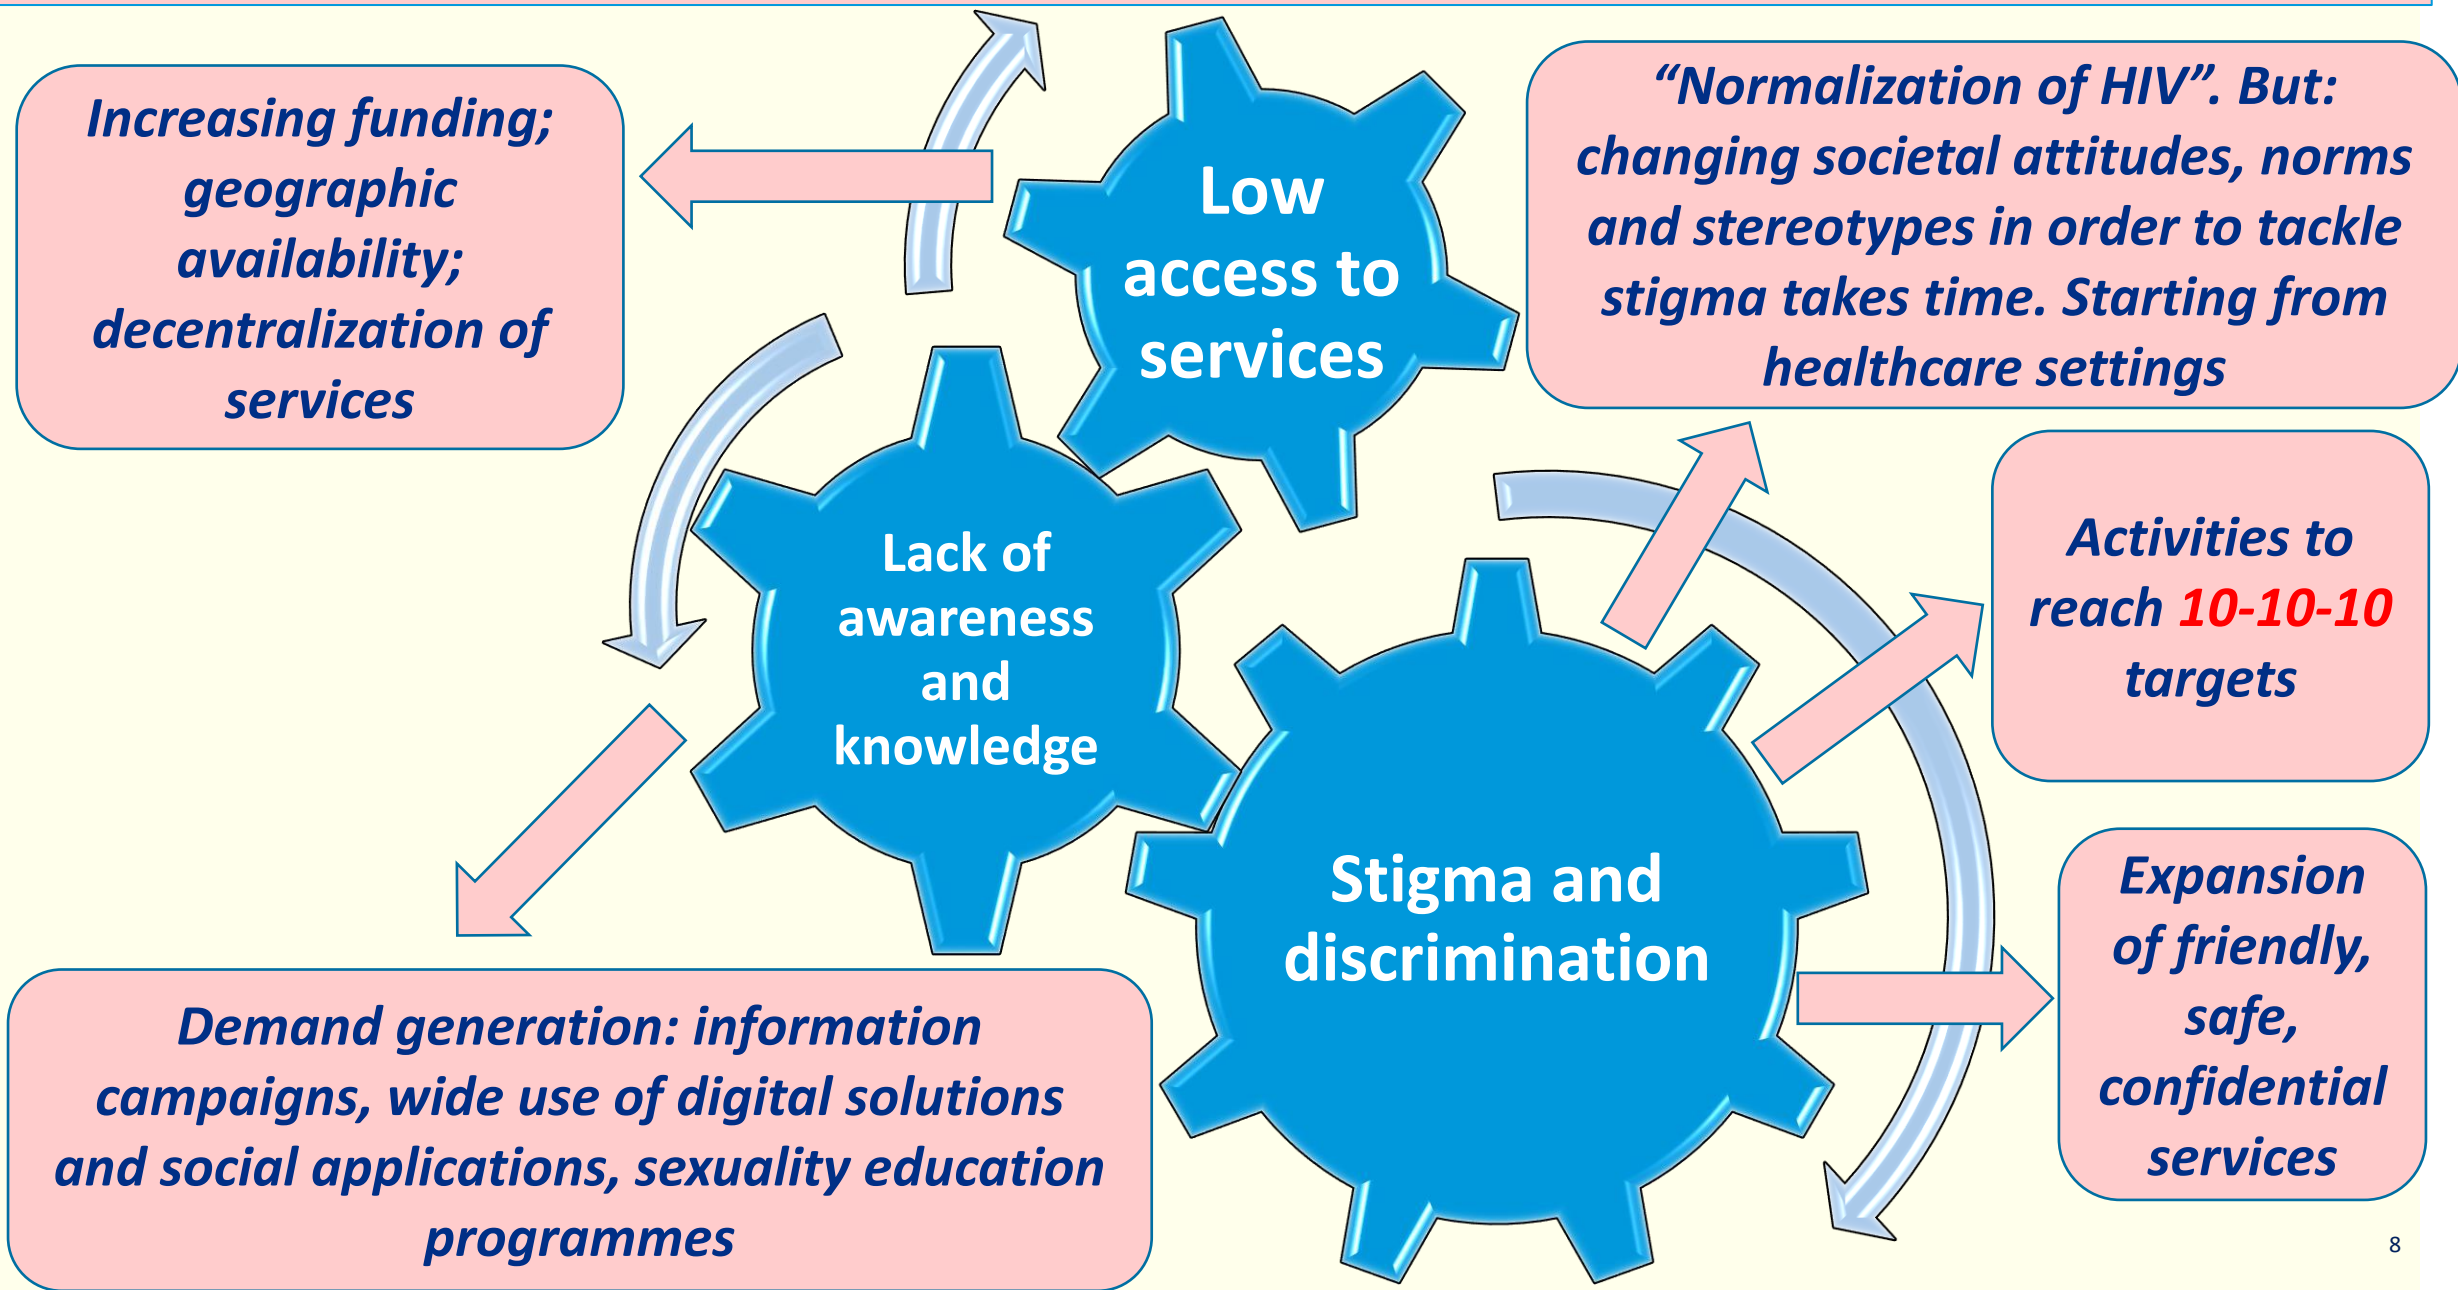 Increasing funding;
geographic
availability;
decentralization of
services
Low
access to
services
“Normalization of HIV”. But:
changing societal attitudes, norms
and stereotypes in order to tackle
stigma takes time. Starting from
healthcare settings
Lack of
awareness
and
knowledge
Activities to
reach 10-10-10
targets
Stigma and
discrimination
Expansion
of friendly,
safe,
confidential
services
Demand generation: information
campaigns, wide use of digital solutions
and social applications, sexuality education
programmes
8